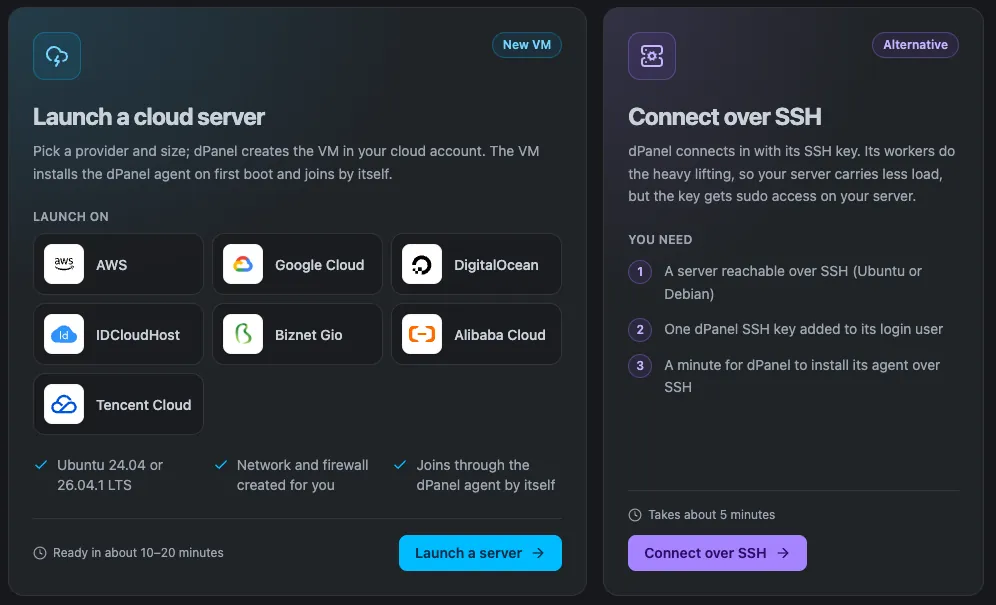 New VM
Launch a cloud server
Pick a provider and size; dPanel creates the VM in your cloud account. The VM
installs the dPanel agent on first boot and joins by itself.
LAUNCH ON
aws
AWS
Google Cloud
DigitalOcean
Id
IDCloudHost
Biznet Gio
Alibaba Cloud
Tencent Cloud
Ubuntu 24.04 or
26.04.1 LTS
Network and firewall
created for you
Joins through the
dPanel agent by itself
Ready in about 10–20 minutes
Launch a server →
Alternative
Connect over SSH
dPanel connects in with its SSH key. Its workers do
the heavy lifting, so your server carries less load,
but the key gets sudo access on your server.
YOU NEED
1 A server reachable over SSH (Ubuntu or
Debian)
2 One dPanel SSH key added to its login user
3 A minute for dPanel to install its agent over
SSH
Takes about 5 minutes
Connect over SSH →